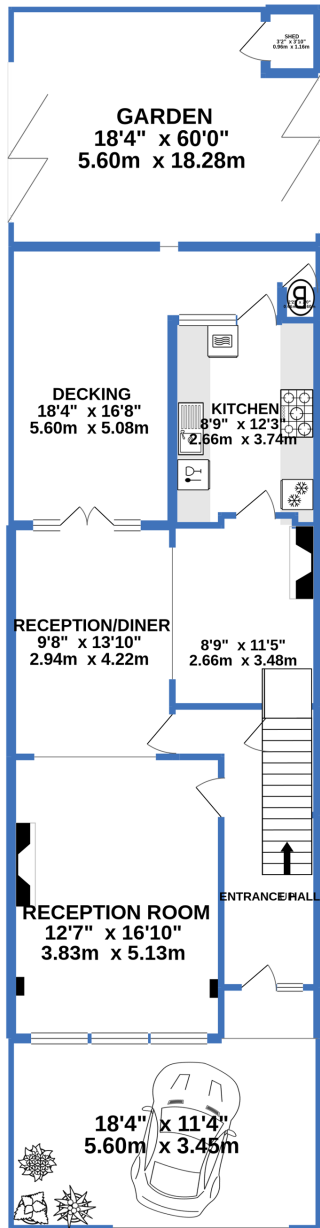 SHED
3'2" x 3'10"
0.96m x 1.16m
GARDEN
18'4" x 60'0"
5.60m x 18.28m
B
DECKING
18'4" x 16'8"
5.60m x 5.08m
KITCHEN
8'9" x 12'3"
2.66m x 3.74m
RECEPTION/DINER
9'8" x 13'10"
2.94m x 4.22m
8'9" x 11'5"
2.66m x 3.48m
ENTRANCE HALL
RECEPTION ROOM
12'7" x 16'10"
3.83m x 5.13m
18'4" x 11'4"
5.60m x 3.45m